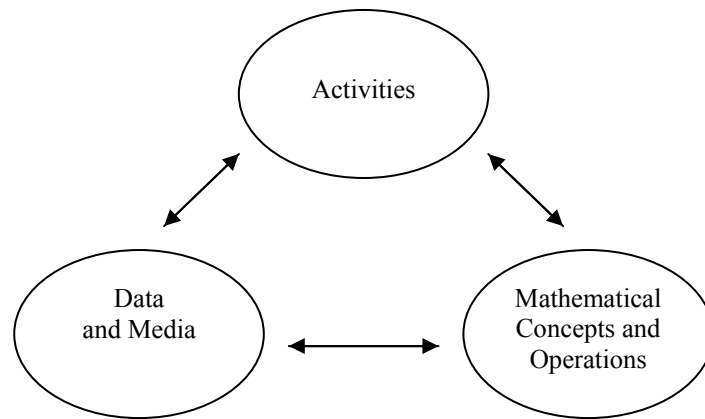 Activities
Data
and Media
Mathematical
Concepts and
Operations